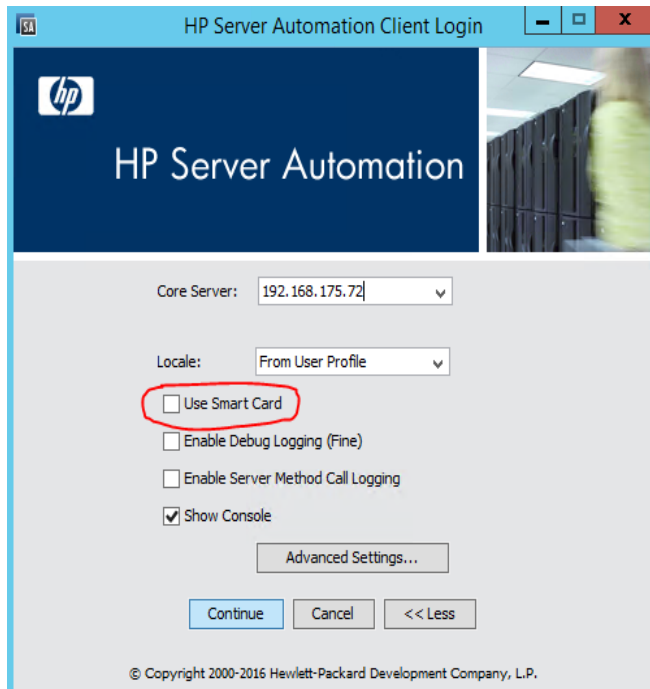 SA HP Server Automation Client Login
hp
HP Server Automation
Core Server: 192.168.175.72
Locale: From User Profile
Use Smart Card
Enable Debug Logging (Fine)
Enable Server Method Call Logging
Show Console
Advanced Settings...
Continue Cancel << Less
© Copyright 2000-2016 Hewlett-Packard Development Company, L.P.